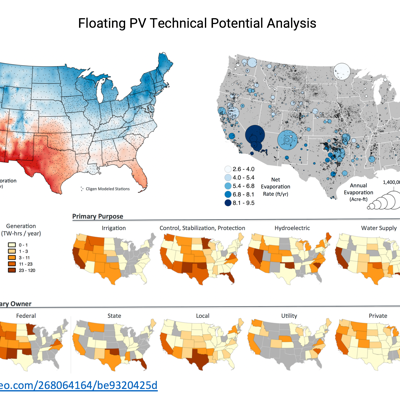 Floating PV Technical Potential Analysis
Cligen Modeled Stations
2.6 - 4.0
4.0 - 5.4
5.4 - 6.8
6.8 - 8.1
8.1 - 9.5
Net
Evaporation
Rate (ft/yr)
Annual
Evaporation
(Acre-ft)
1,400,00
Generation
(TW-hrs / year)
0 - 1
1 - 3
3 - 11
11 - 23
23 - 120
Primary Purpose
Irrigation
Control, Stabilization, Protection
Hydroelectric
Water Supply
ary Owner
Federal
State
Local
Utility
Private
eo.com/268064164/be9320425d